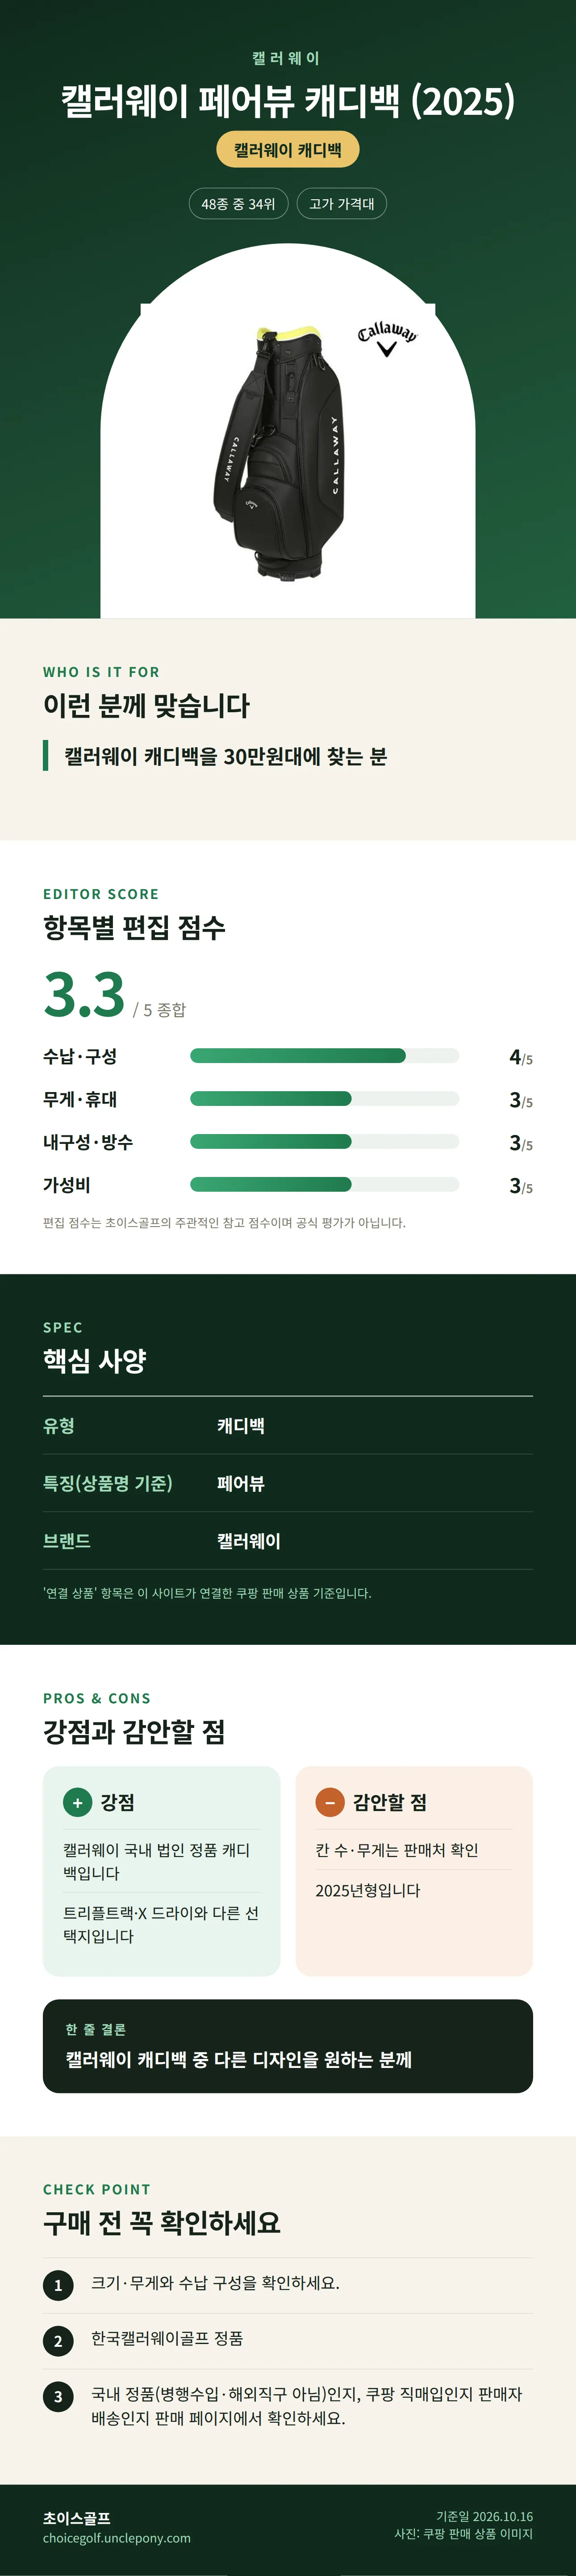 캘러웨이
캘러웨이 페어뷰 캐디백 (2025)
캘러웨이 캐디백
48종 중 34위
고가 가격대
Callaway
CALLAWAY
CALLAWAY
WHO IS IT FOR
이런 분께 맞습니다
캘러웨이 캐디백을 30만원대에 찾는 분
EDITOR SCORE
항목별 편집 점수
3.3 / 5 종합
수납·구성 4/5
무게·휴대 3/5
내구성·방수 3/5
가성비 3/5
편집 점수는 초이스골프의 주관적인 참고 점수이며 공식 평가가 아닙니다.
SPEC
핵심 사양
유형 캐디백
특징(상품명 기준) 페어뷰
브랜드 캘러웨이
'연결 상품' 항목은 이 사이트가 연결한 쿠팡 판매 상품 기준입니다.
PROS & CONS
강점과 감안할 점
+ 강점
캘러웨이 국내 법인 정품 캐디
백입니다
트리플트랙·X 드라이와 다른 선
택지입니다
− 감안할 점
칸 수·무게는 판매처 확인
2025년형입니다
한 줄 결론
캘러웨이 캐디백 중 다른 디자인을 원하는 분께
CHECK POINT
구매 전 꼭 확인하세요
1 크기·무게와 수납 구성을 확인하세요.
2 한국캘러웨이골프 정품
3 국내 정품(병행수입·해외직구 아님)인지, 쿠팡 직매입인지 판매자
배송인지 판매 페이지에서 확인하세요.
초이스골프
choicegolf.unclepony.com
기준일 2026.10.16
사진: 쿠팡 판매 상품 이미지